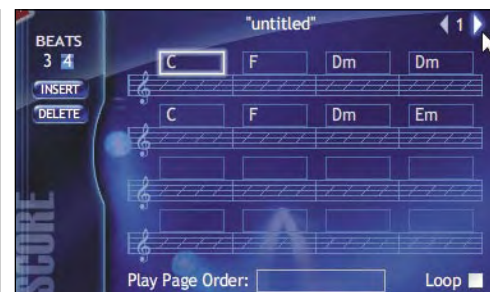 "untitled"
1
BEATS
3 4
INSERT
DELETE
C F Dm Dm
C F Dm Em
SCORE
Play Page Order:
Loop